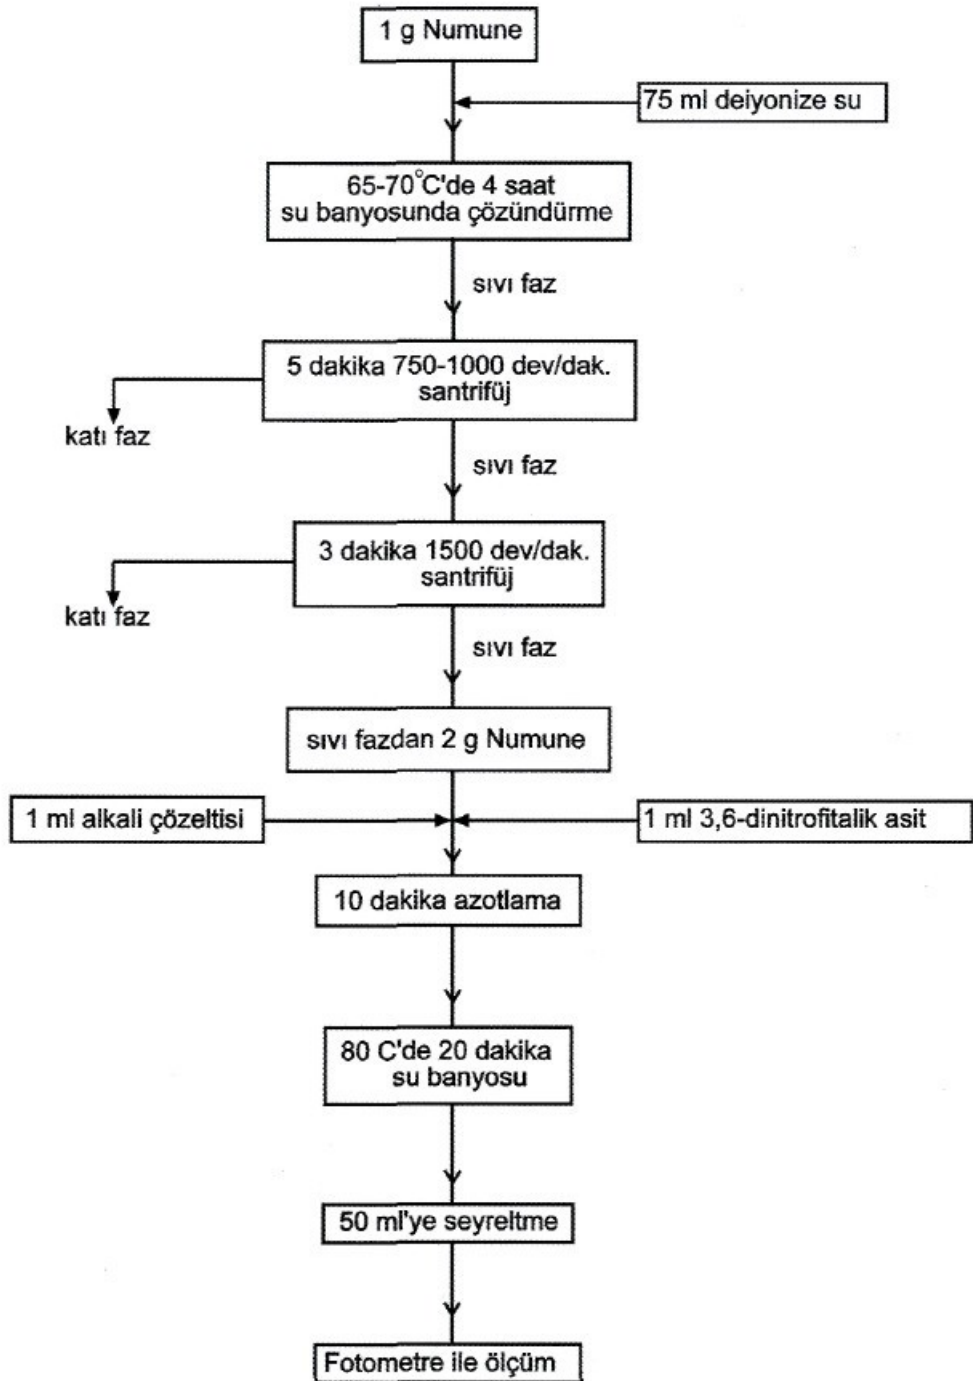 1 g Numune
75 ml deiyonize su
65-70°C'de 4 saat
su banyosunda çözündürme
sıvı faz
5 dakika 750-1000 dev/dak.
santrifüj
katı faz
sıvı faz
3 dakika 1500 dev/dak.
santrifüj
katı faz
sıvı faz
sıvı fazdan 2 g Numune
1 ml alkali çözeltisi
1 ml 3,6-dinitrofitalik asit
10 dakika azotlama
80 C'de 20 dakika
su banyosu
50 ml'ye seyreltme
Fotometre ile ölçüm